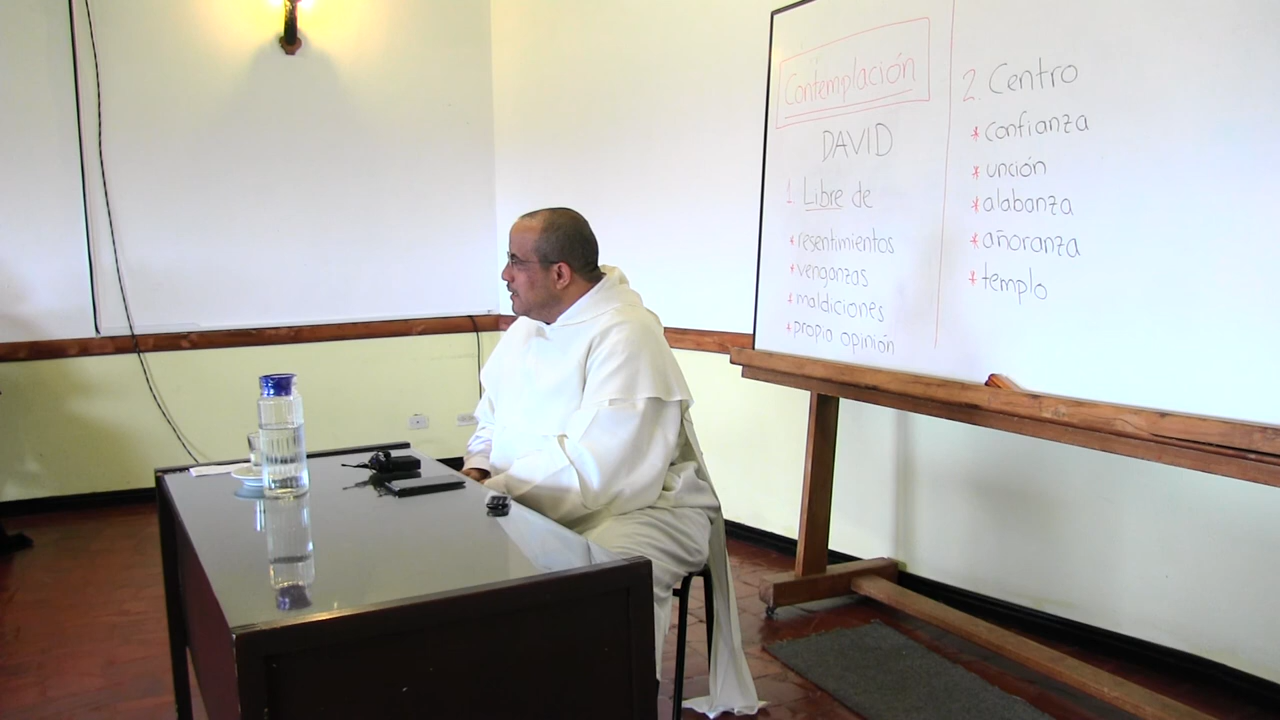 Contemplación
DAVID
1. Libre de
* resentimientos
* venganzas
* maldiciones
* propia opinión
2. Centro
* confianza
* unción
* alabanza
* añoranza
* templo